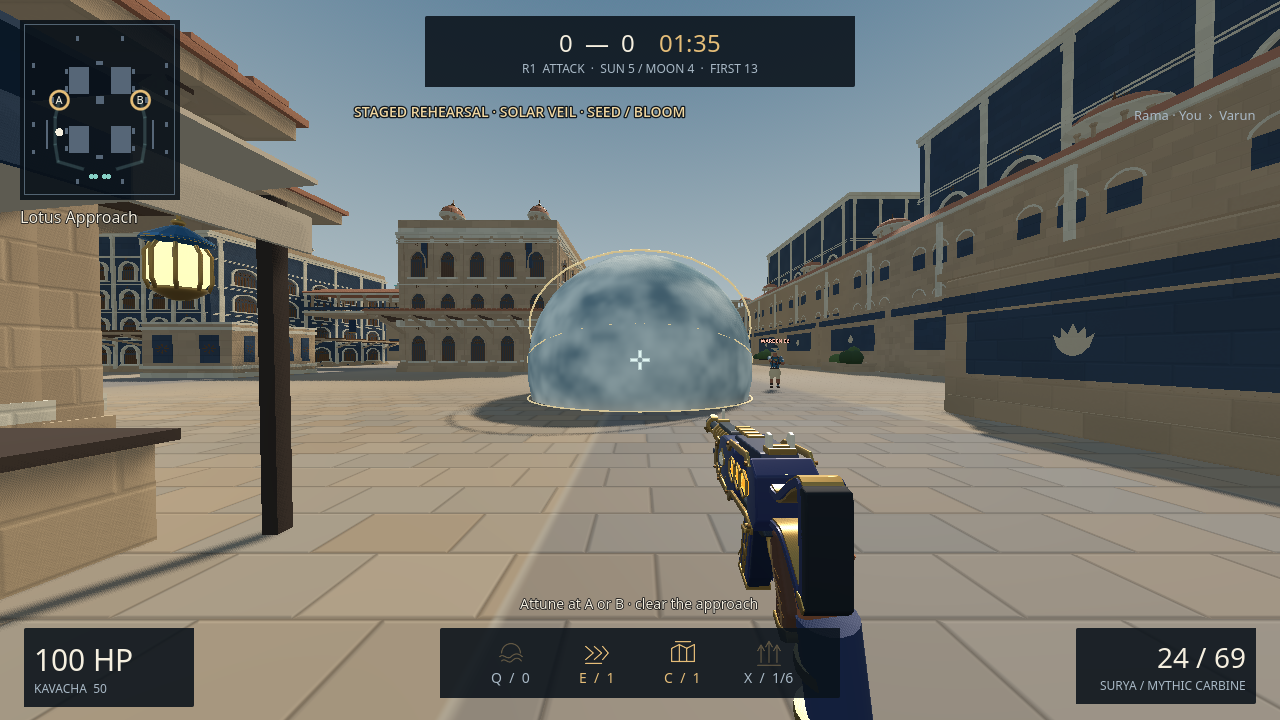 0 — 0 01:35
R1 ATTACK · SUN 5 / MOON 4 · FIRST 13
STAGED REHEARSAL · SOLAR VEIL · SEED / BLOOM
Rama · You › Varun
A
B
Lotus Approach
Attune at A or B · clear the approach
100 HP
KAVACHA 50
Q / 0
E / 1
C / 1
X / 1/6
24 / 69
SURYA / MYTHIC CARBINE